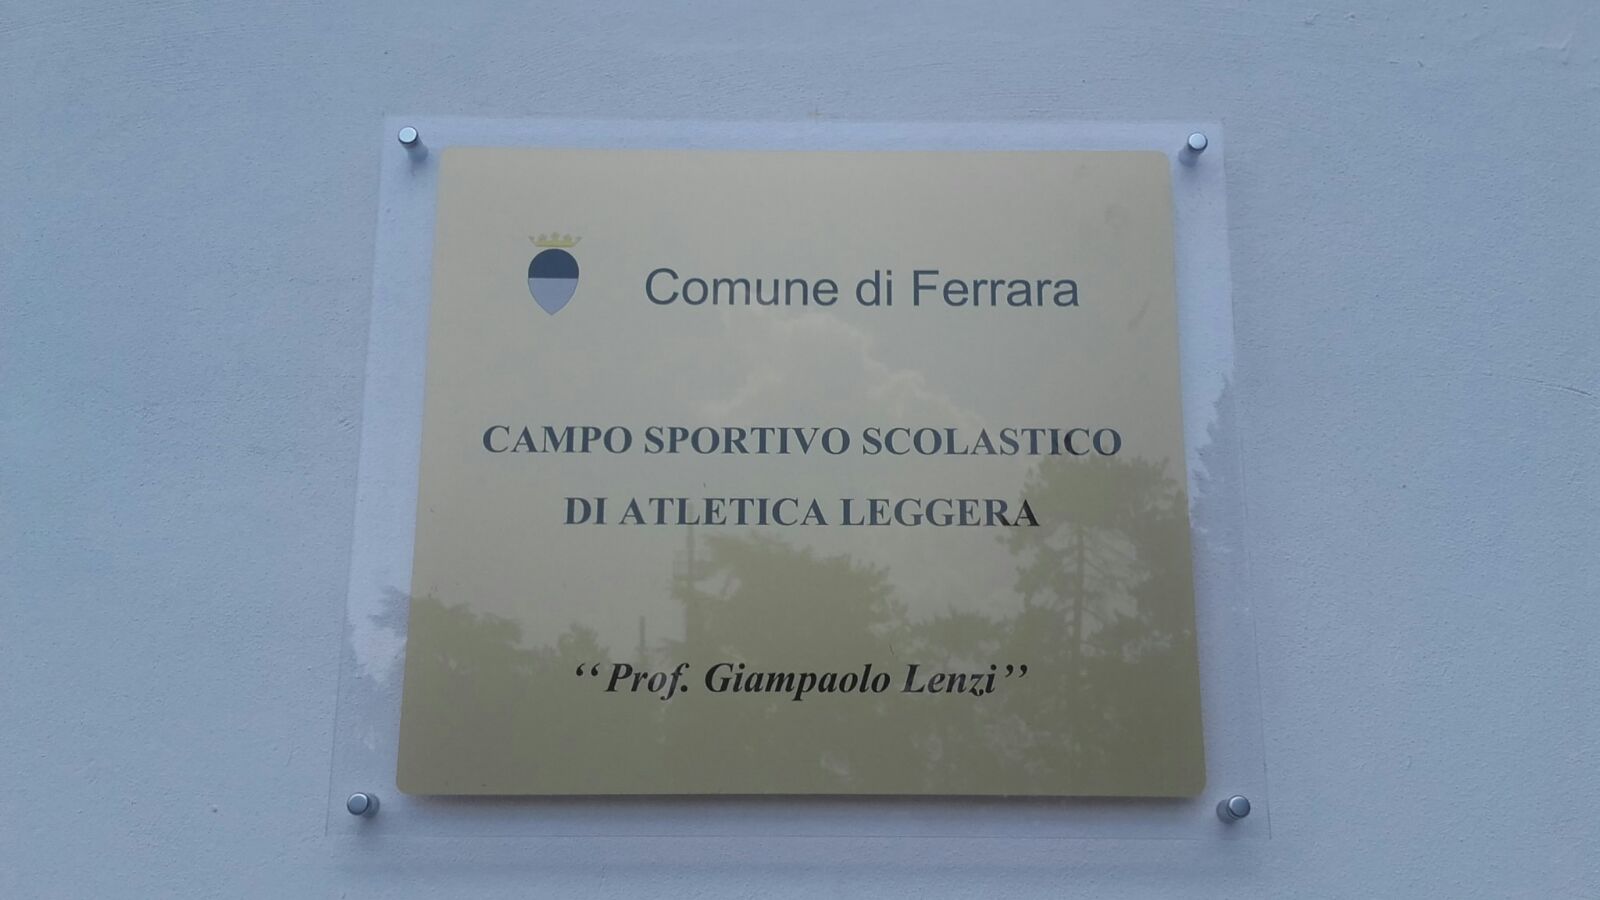 Comune di Ferrara
CAMPO SPORTIVO SCOLASTICO
DI ATLETICA LEGGERA
“Prof. Giampaolo Lenzi”